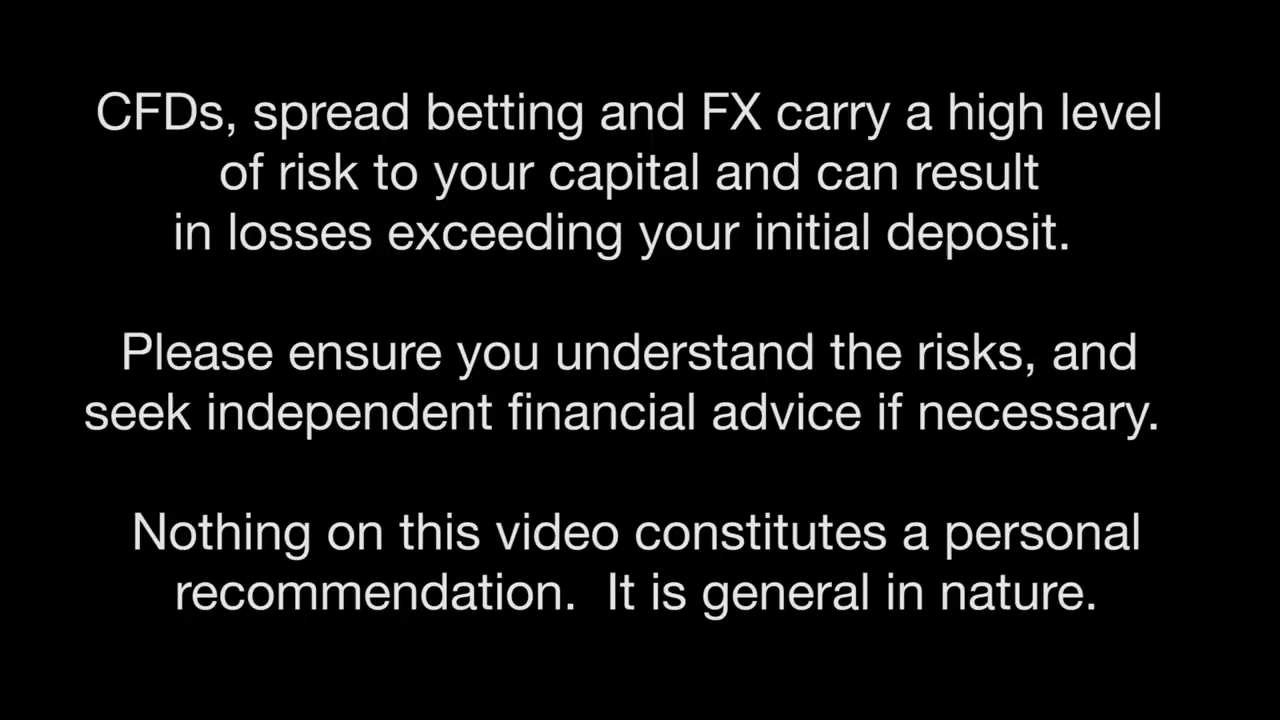 CFDs, spread betting and FX carry a high level
of risk to your capital and can result
in losses exceeding your initial deposit.
Please ensure you understand the risks, and
seek independent financial advice if necessary.
Nothing on this video constitutes a personal
recommendation.  It is general in nature.